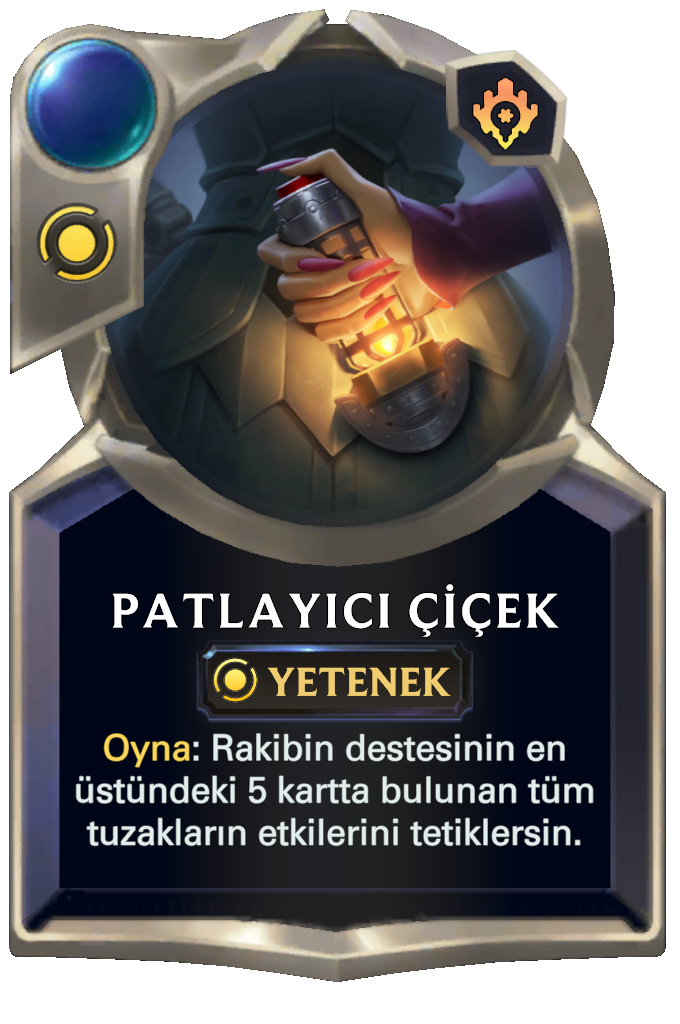 PATLAYICI ÇİÇEK
YETENEK
Oyna: Rakibin destesinin en
üstündeki 5 kartta bulunan tüm
tuzakların etkilerini tetiklersin.